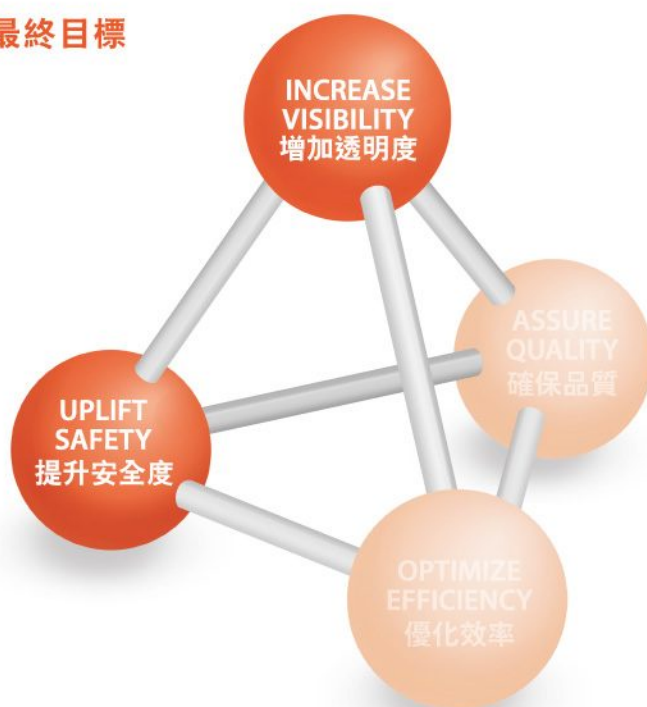 最終目標
INCREASE
VISIBILITY
增加透明度
ASSURE
QUALITY
確保品質
UPLIFT
SAFETY
提升安全度
OPTIMIZE
EFFICIENCY
優化效率